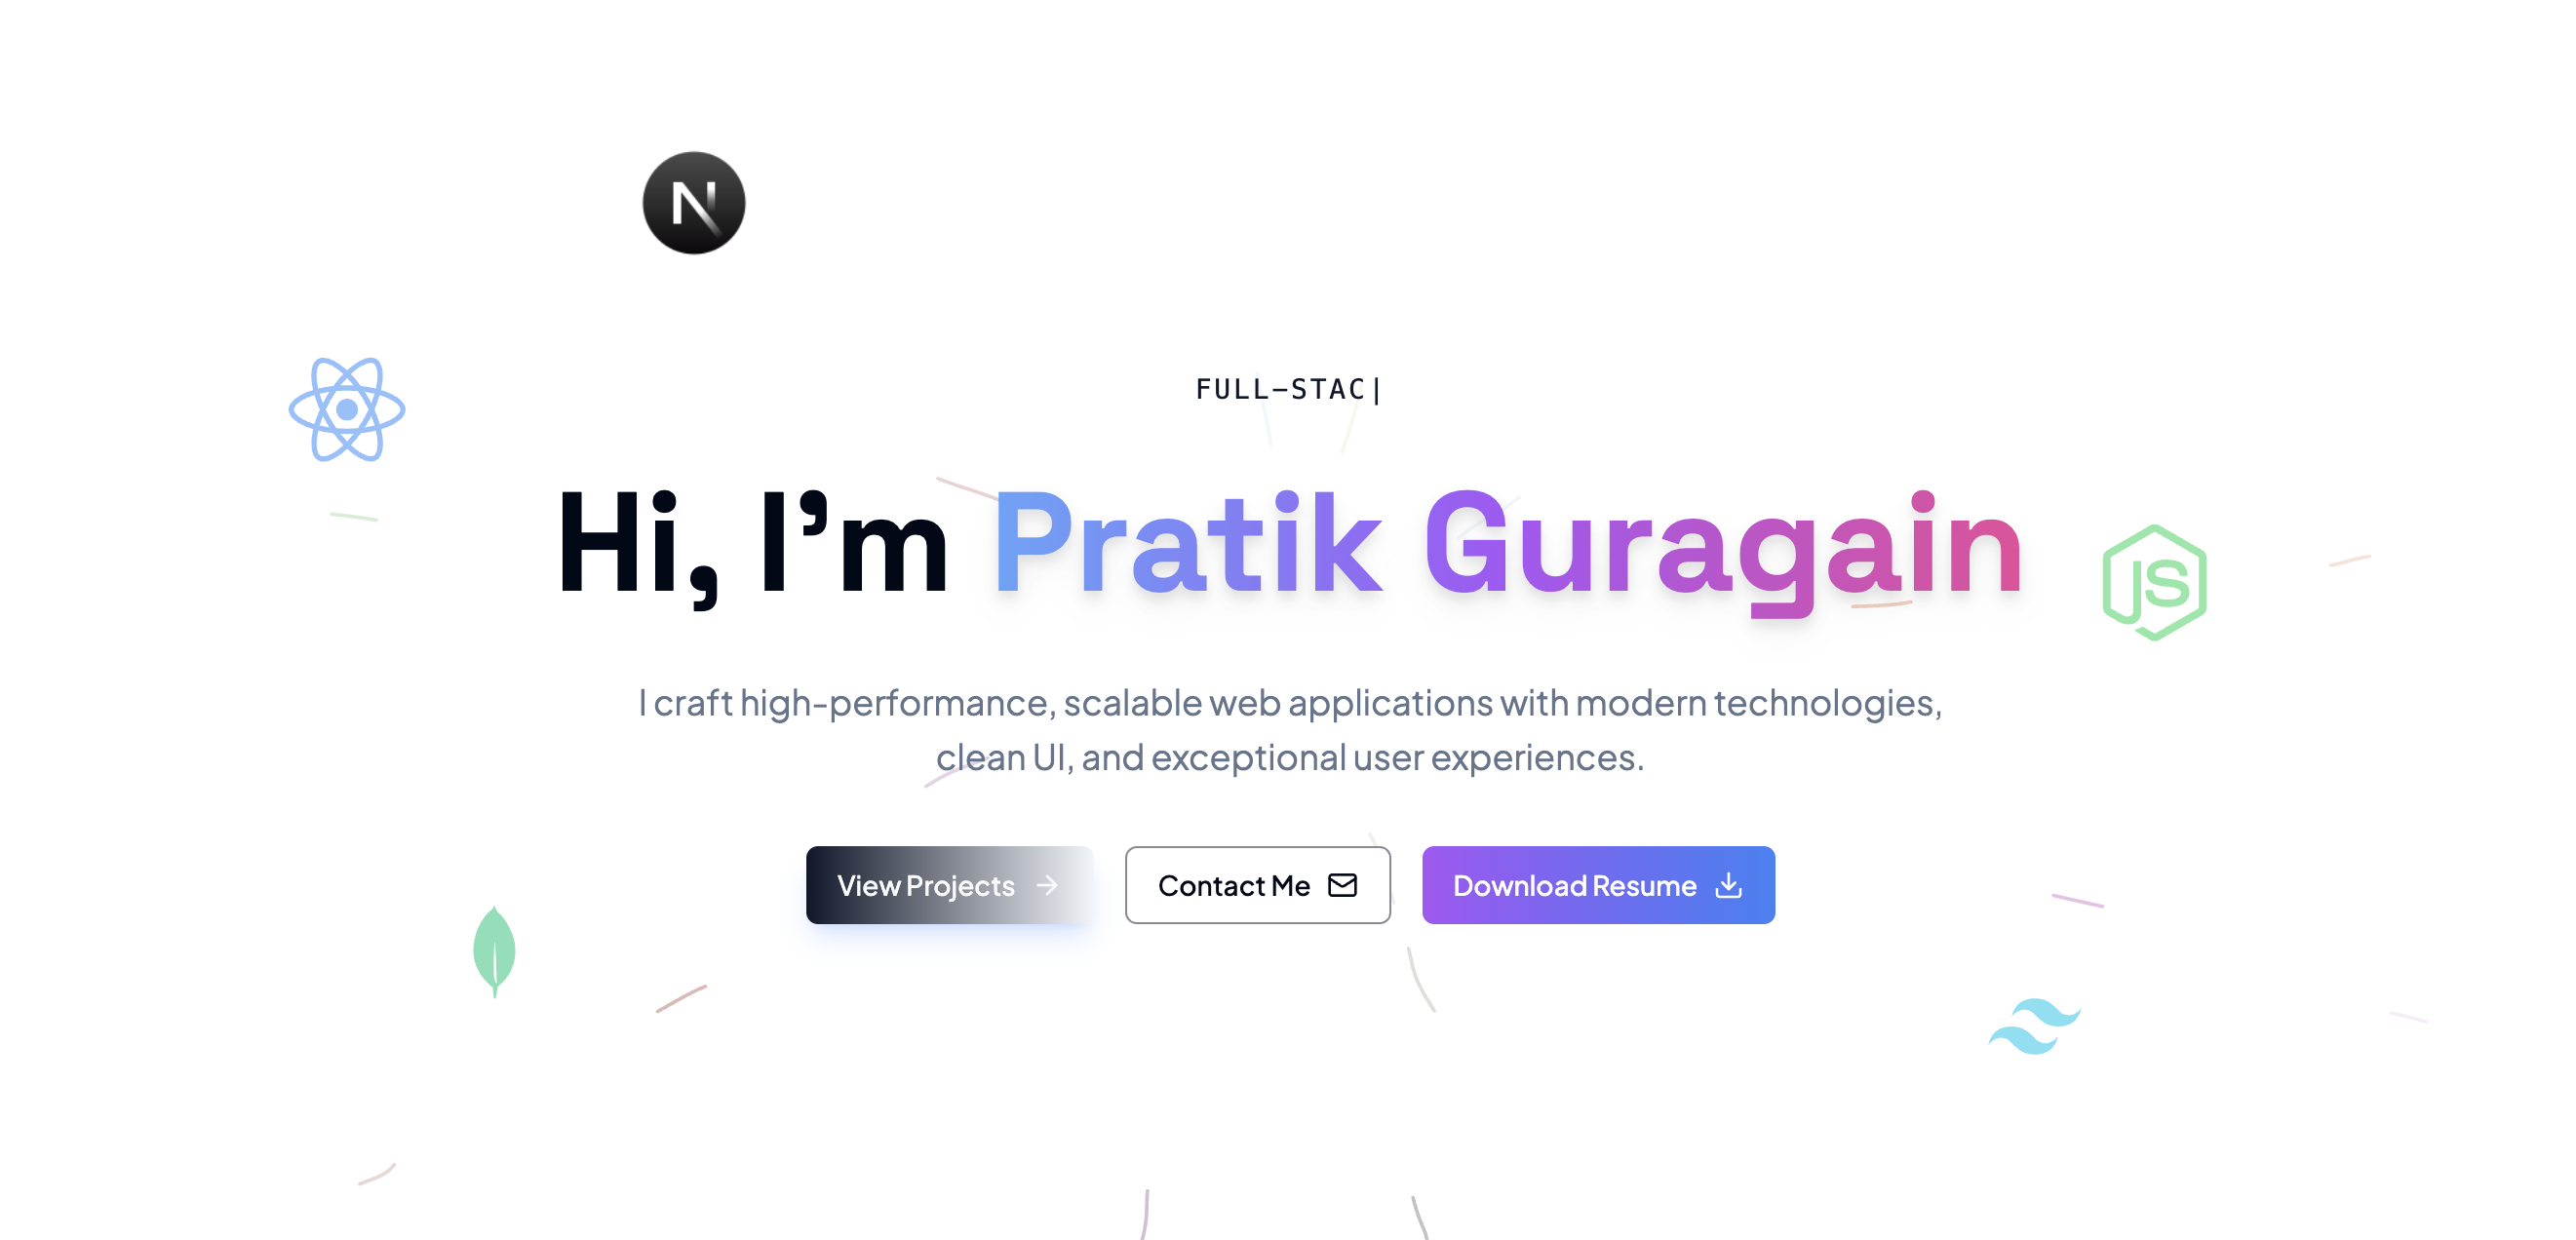 N
FULL-STAC|
Hi, I’m Pratik Guragain
JS
I craft high-performance, scalable web applications with modern technologies,
clean UI, and exceptional user experiences.
View Projects
Contact Me
Download Resume